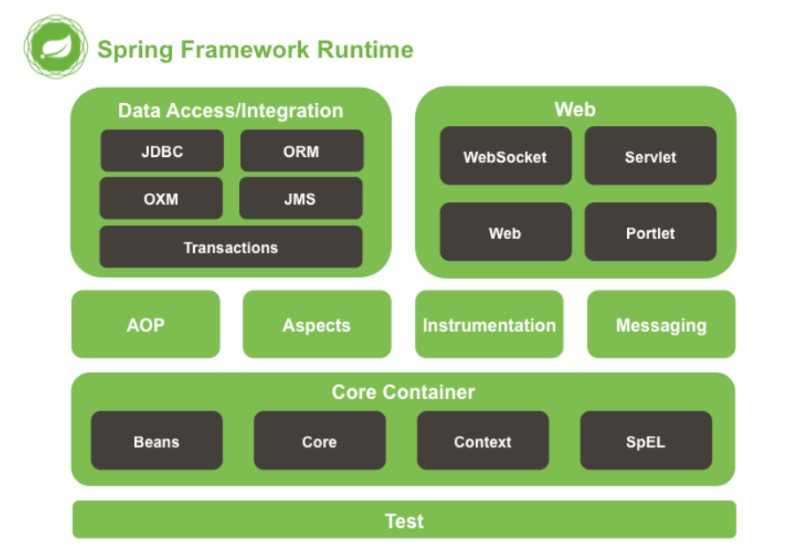 Spring Framework Runtime
Data Access/Integration
JDBC
ORM
OXM
JMS
Transactions
Web
WebSocket
Servlet
Web
Portlet
AOP
Aspects
Instrumentation
Messaging
Core Container
Beans
Core
Context
SpEL
Test